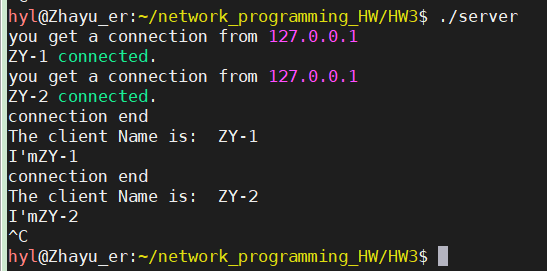 hyl@Zhayu_er:~/network_programming_HW/HW3$ ./server
you get a connection from 127.0.0.1
ZY-1 connected.
you get a connection from 127.0.0.1
ZY-2 connected.
connection end
The client Name is:  ZY-1
I'mZY-1
connection end
The client Name is:  ZY-2
I'mZY-2
^C
hyl@Zhayu_er:~/network_programming_HW/HW3$